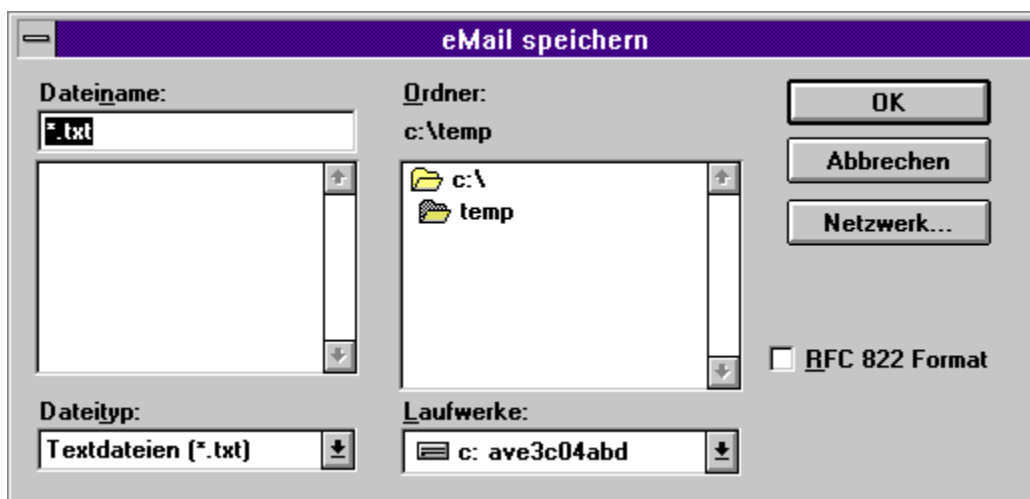 eMail speichern
Dateiname:
*.txt
Ordner:
c:\temp
c:\
temp
OK
Abbrechen
Netzwerk...
RFC 822 Format
Dateityp:
Textdateien (*.txt)
Laufwerke:
c: ave3c04abd